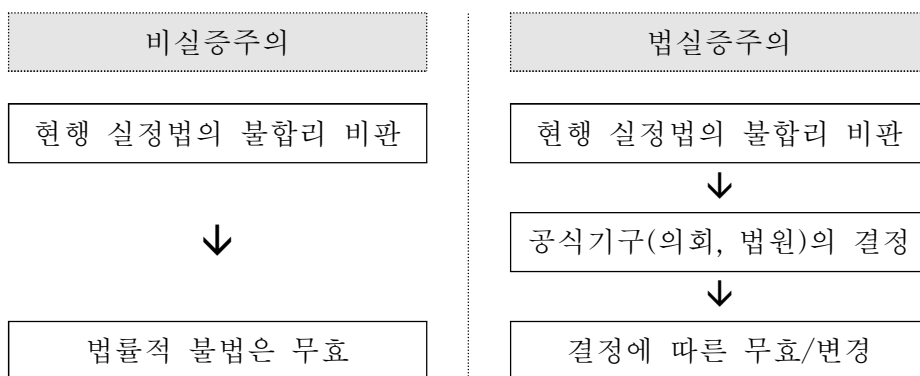 비실증주의
현행 실정법의 불합리 비판
법률적 불법은 무효
법실증주의
현행 실정법의 불합리 비판
공식기구(의회, 법원)의 결정
결정에 따른 무효/변경